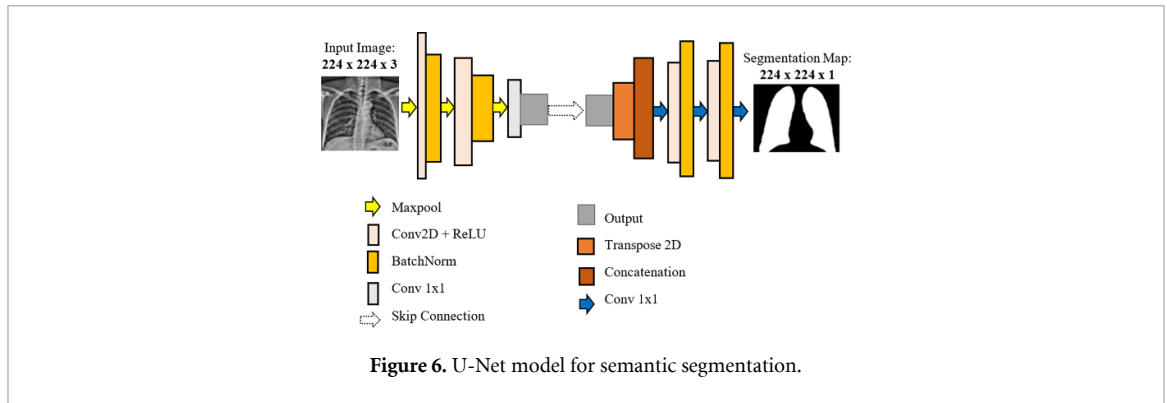 Input Image:
224 x 224 x 3
Segmentation Map:
224 x 224 x 1
Maxpool
Conv2D + ReLU
BatchNorm
Conv 1x1
Skip Connection
Output
Transpose 2D
Concatenation
Conv 1x1
Figure 6. U-Net model for semantic segmentation.